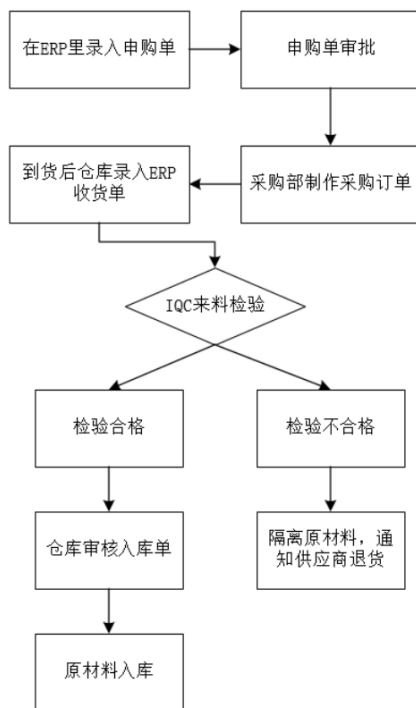 在ERP里录入申购单
申购单审批
到货后仓库录入ERP
收货单
采购部制作采购订单
IQC来料检验
检验合格
检验不合格
仓库审核入库单
隔离原材料，通
知供应商退货
原材料入库